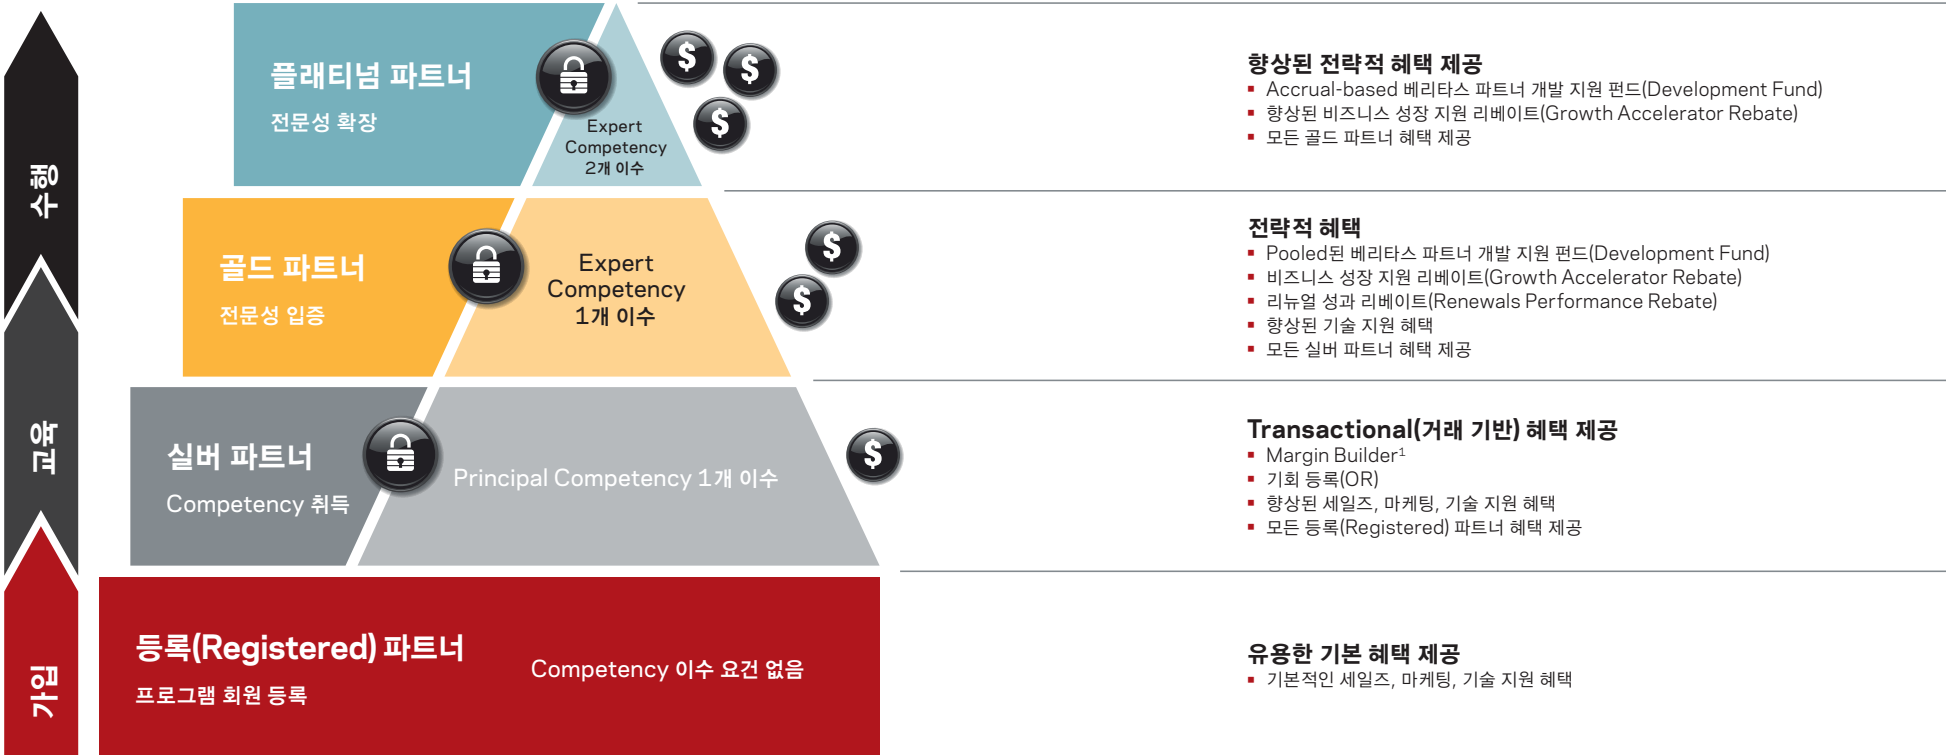 수행
교육
가입
플래티넘 파트너
전문성 확장
Expert
Competency
2개 이수
$
$
$
향상된 전략적 혜택 제공
▪ Accrual-based 베리타스 파트너 개발 지원 펀드(Development Fund)
▪ 향상된 비즈니스 성장 지원 리베이트(Growth Accelerator Rebate)
▪ 모든 골드 파트너 혜택 제공
골드 파트너
전문성 입증
Expert
Competency
1개 이수
$
$
전략적 혜택
▪ Pooled된 베리타스 파트너 개발 지원 펀드(Development Fund)
▪ 비즈니스 성장 지원 리베이트(Growth Accelerator Rebate)
▪ 리뉴얼 성과 리베이트(Renewals Performance Rebate)
▪ 향상된 기술 지원 혜택
▪ 모든 실버 파트너 혜택 제공
실버 파트너
Competency 취득
Principal Competency 1개 이수
$
Transactional(거래 기반) 혜택 제공
▪ Margin Builder¹
▪ 기회 등록(OR)
▪ 향상된 세일즈, 마케팅, 기술 지원 혜택
▪ 모든 등록(Registered) 파트너 혜택 제공
등록(Registered) 파트너
프로그램 회원 등록
Competency 이수 요건 없음
유용한 기본 혜택 제공
▪ 기본적인 세일즈, 마케팅, 기술 지원 혜택